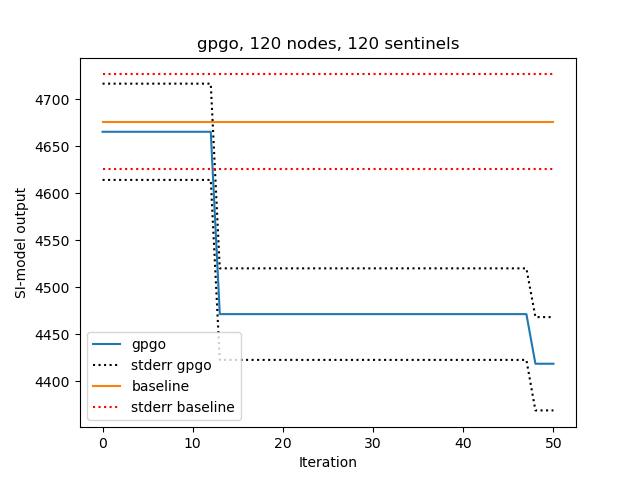 gpgo, 120 nodes, 120 sentinels
SI-model output
4700
4650
4600
4550
4500
4450
4400
gpgo
stderr gpgo
baseline
stderr baseline
0 10 20 30 40 50
Iteration